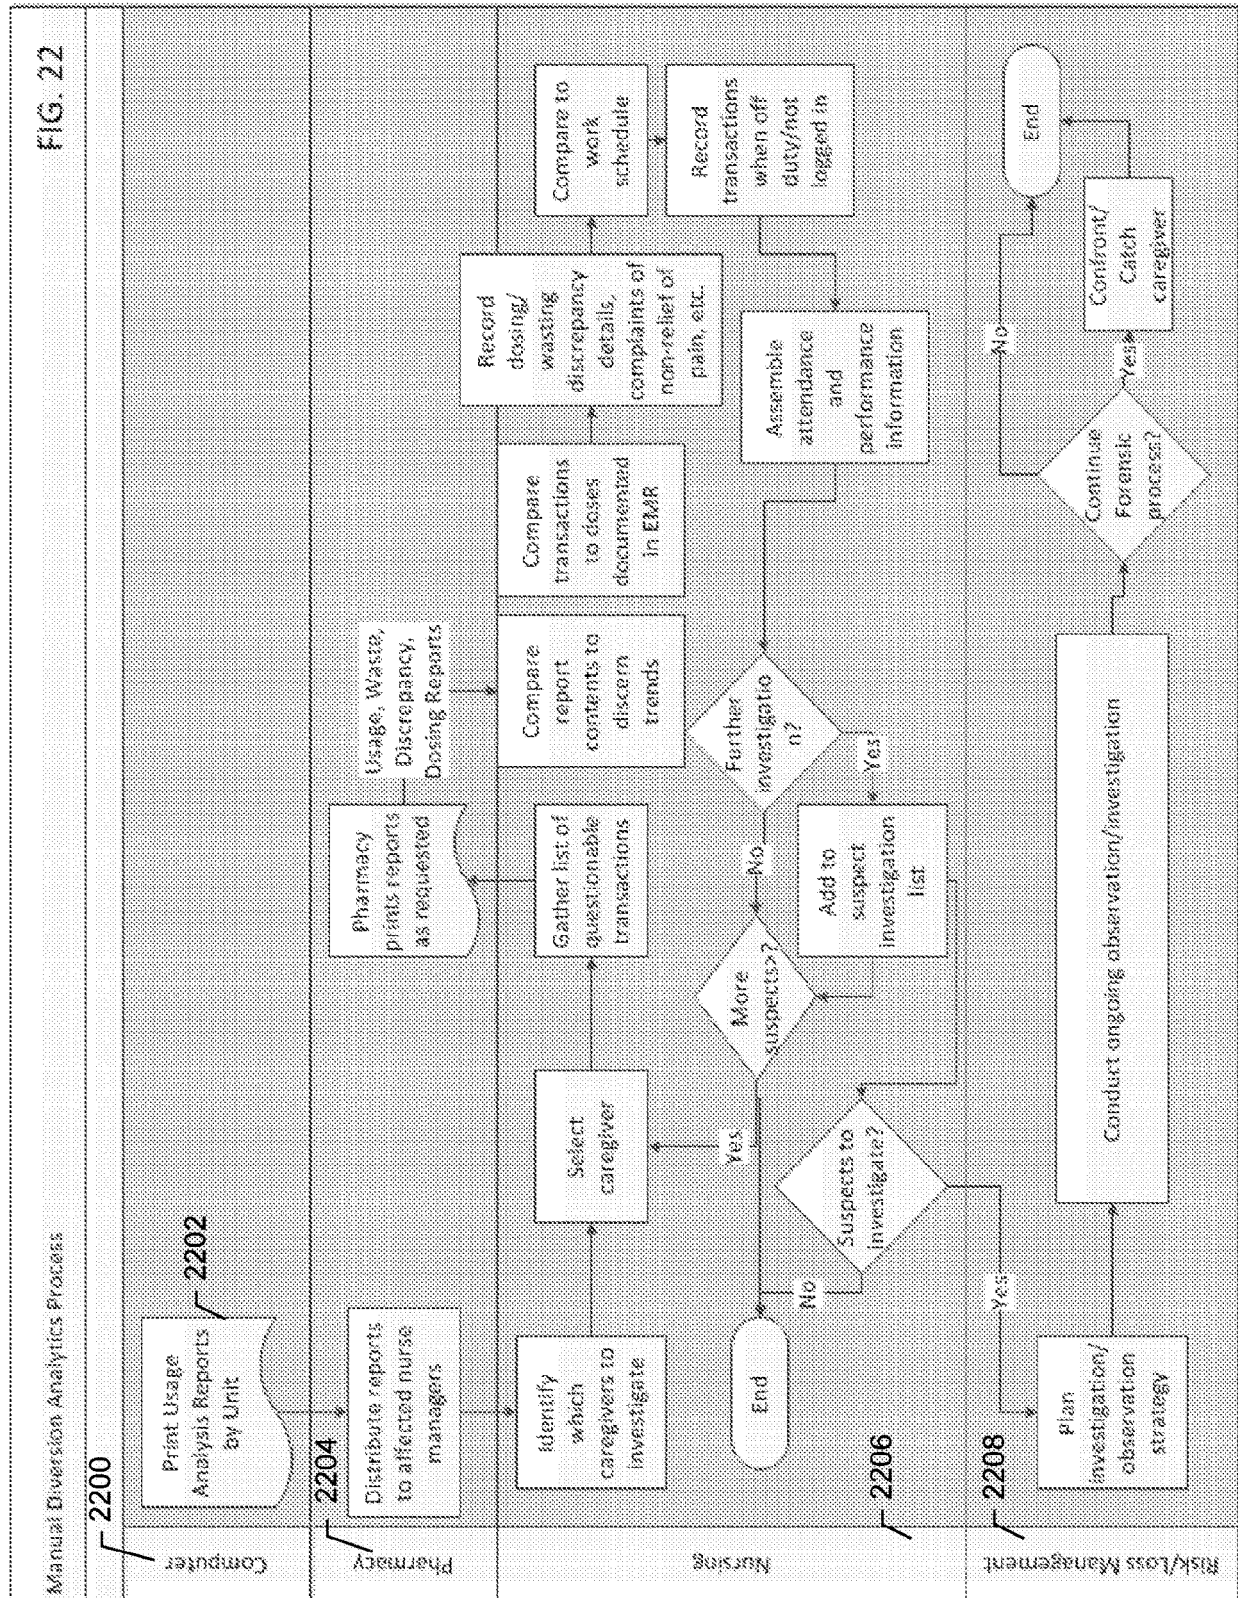 FIG. 22
Manual Diversion Analytics Process
2200
Computer
Print Usage
Analysis Reports
by Unit
2202
2204
Pharmacy
Distribute reports
to affected nurse
managers
Pharmacy
prints reports
as requested
Usage, Waste,
Discrepancy,
Dosing Reports
Nursing
2206
Identify
which
caregivers to
investigate
Select
caregiver
Gather list of
questionable
transactions
Compare
report
contents to
discern
trends
Compare
transactions
to doses
documented
in EMR
Record
dosing/
wasting
discrepancy
details,
complaints of
non-relief of
pain, etc.
Compare to
work
schedule
Record
transactions
when off
duty/not
logged in
Assemble
attendance
and
performance
information
Further
investigatio
n?
No
Yes
Add to
suspect
investigation
list
More
suspects>?
Yes
Suspects to
investigate?
No
End
Yes
2208
Risk/Loss Management
Plan
investigation/
observation
strategy
Conduct ongoing observation/investigation
Continue
Forensic
process?
No
Yes
Confront/
Catch
caregiver
End